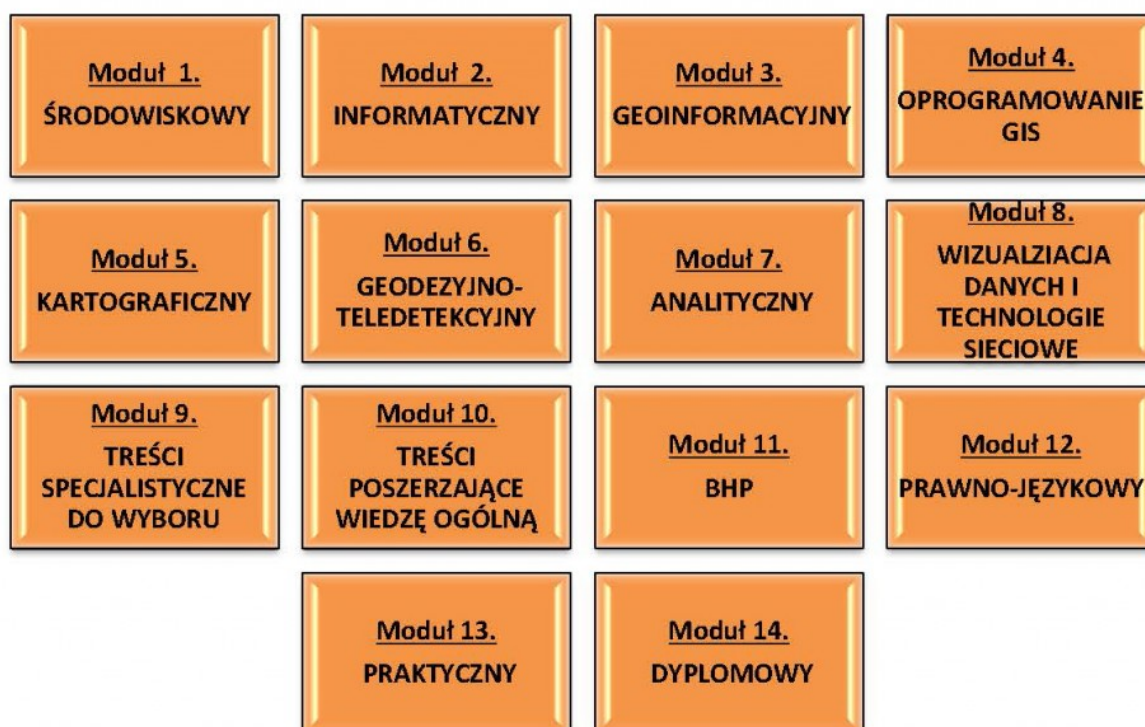 Moduł 1.
ŚRODOWISKOWY
Moduł 2.
INFORMATYCZNY
Moduł 3.
GEOINFORMACYJNY
Moduł 4.
OPROGRAMOWANIE
GIS
Moduł 5.
KARTOGRAFICZNY
Moduł 6.
GEODEZYJNO-
TELEDETEKCYJNY
Moduł 7.
ANALITYCZNY
Moduł 8.
WIZUALZIACJA
DANYCH I
TECHNOLOGIE
SIECIOWE
Moduł 9.
TREŚCI
SPECJALISTYCZNE
DO WYBORU
Moduł 10.
TREŚCI
POSZERZAJĄCE
WIEDZĘ OGÓLNĄ
Moduł 11.
BHP
Moduł 12.
PRAWNO-JĘZYKOWY
Moduł 13.
PRAKTYCZNY
Moduł 14.
DYPLOMOWY